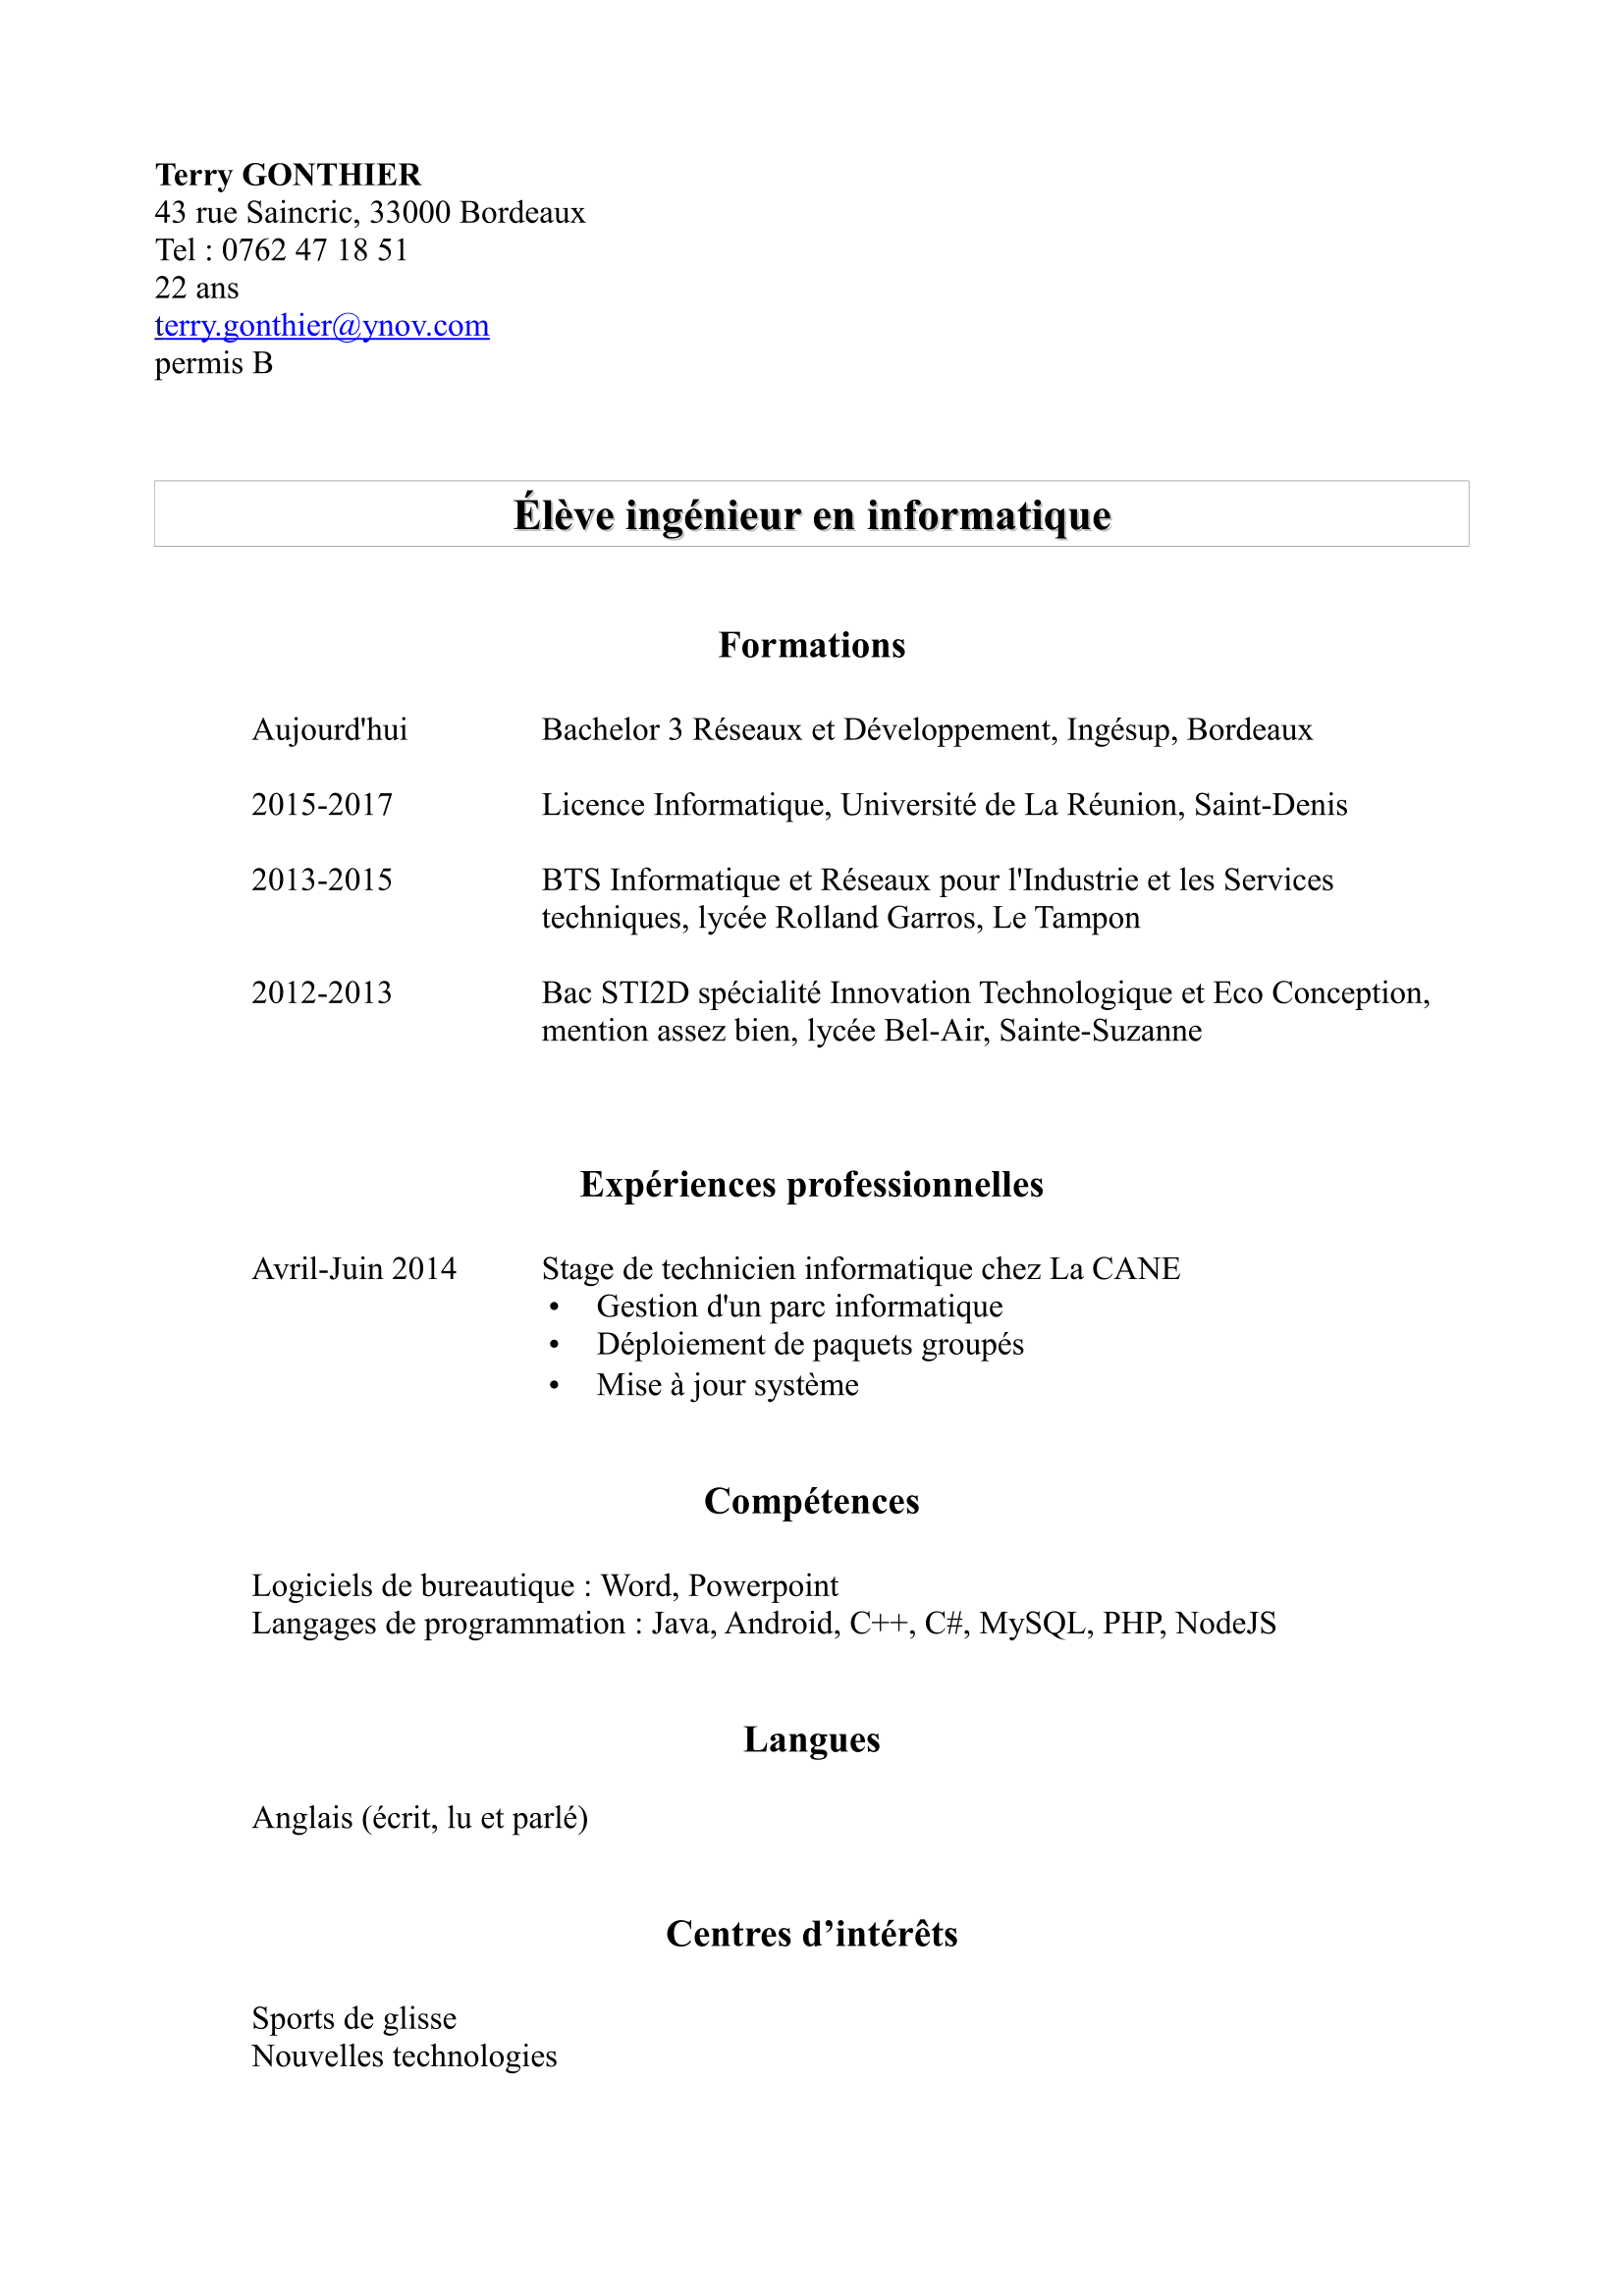 Terry GONTHIER
43 rue Saincric, 33000 Bordeaux
Tel : 0762 47 18 51
22 ans
terry.gonthier@ynov.com
permis B
Élève ingénieur en informatique
Formations
Aujourd'hui Bachelor 3 Réseaux et Développement, Ingésup, Bordeaux
2015-2017 Licence Informatique, Université de La Réunion, Saint-Denis
2013-2015 BTS Informatique et Réseaux pour l'Industrie et les Services
techniques, lycée Rolland Garros, Le Tampon
2012-2013 Bac STI2D spécialité Innovation Technologique et Eco Conception,
mention assez bien, lycée Bel-Air, Sainte-Suzanne
Expériences professionnelles
Avril-Juin 2014 Stage de technicien informatique chez La CANE
• Gestion d'un parc informatique
• Déploiement de paquets groupés
• Mise à jour système
Compétences
Logiciels de bureautique : Word, Powerpoint
Langages de programmation : Java, Android, C++, C#, MySQL, PHP, NodeJS
Langues
Anglais (écrit, lu et parlé)
Centres d’intérêts
Sports de glisse
Nouvelles technologies